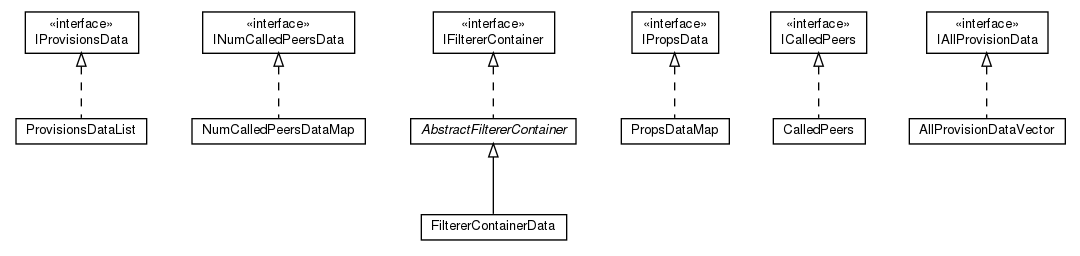 «interface»
IProvisionsData
«interface»
INumCalledPeersData
«interface»
IFiltererContainer
«interface»
IPropsData
«interface»
ICalledPeers
«interface»
IAllProvisionData
ProvisionsDataList
NumCalledPeersDataMap
AbstractFiltererContainer
PropsDataMap
CalledPeers
AllProvisionDataVector
FiltererContainerData